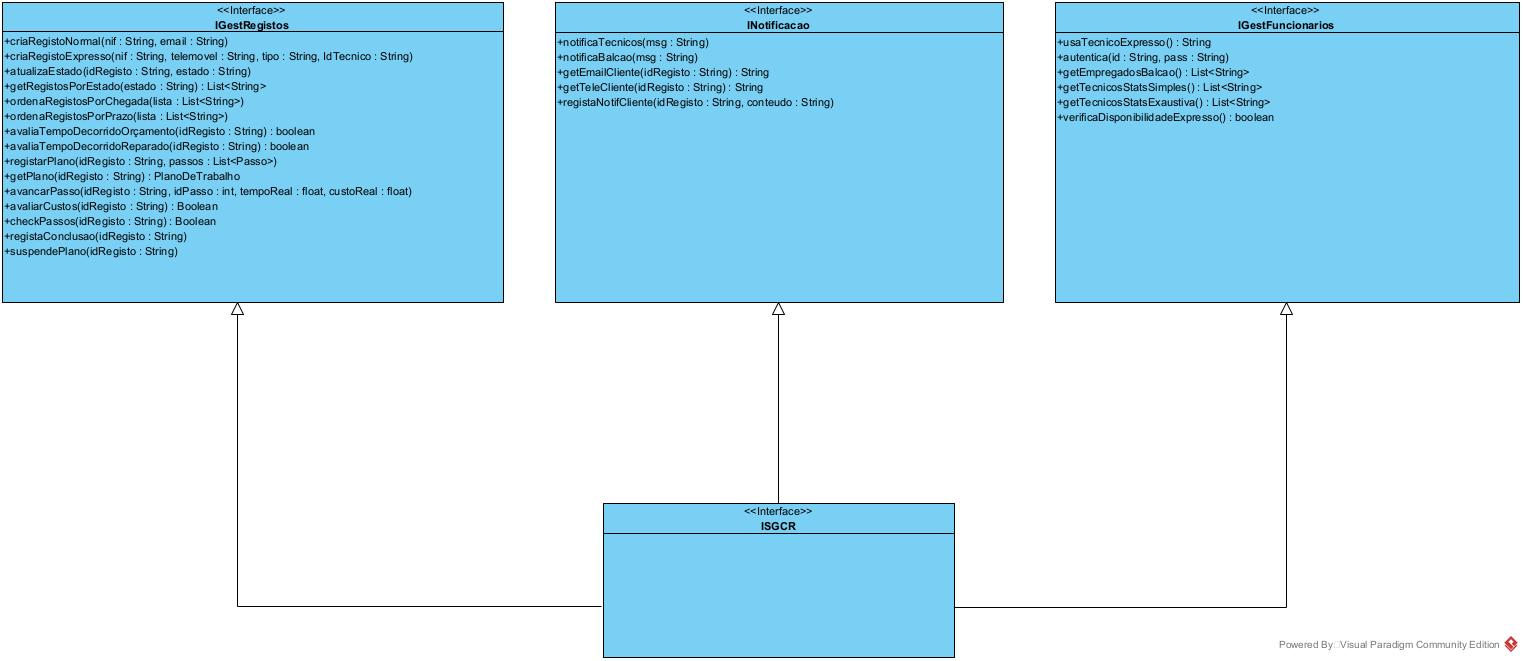 <<Interface>>
IGestRegistos
+criaRegistoNormal(nif : String, email : String)
+criaRegistoExpresso(nif : String, telemovel : String, tipo : String, IdTecnico : String)
+atualizaEstado(idRegisto : String, estado : String)
+getRegistosPorEstado(estado : String) : List<String>
+ordenaRegistosPorChegada(lista : List<String>)
+ordenaRegistosPorPrazo(lista : List<String>)
+avaliaTempoDecorridoOrçamento(idRegisto : String) : boolean
+avaliaTempoDecorridoReparado(idRegisto : String) : boolean
+registarPlano(idRegisto : String, passos : List<Passo>)
+getPlano(idRegisto : String) : PlanoDeTrabalho
+avancarPasso(idRegisto : String, idPasso : int, tempoReal : float, custoReal : float)
+avaliarCustos(idRegisto : String) : Boolean
+checkPassos(idRegisto : String) : Boolean
+registaConclusao(idRegisto : String)
+suspendePlano(idRegisto : String)
<<Interface>>
INotificacao
+notificaTecnicos(msg : String)
+notificaBalcao(msg : String)
+getEmailCliente(idRegisto : String) : String
+getTeleCliente(idRegisto : String) : String
+registaNotifCliente(idRegisto : String, conteudo : String)
<<Interface>>
IGestFuncionarios
+usaTecnicoExpresso() : String
+autentica(id : String, pass : String)
+getEmpregadosBalcao() : List<String>
+getTecnicosStatsSimples() : List<String>
+getTecnicosStatsExaustiva() : List<String>
+verificaDisponibilidadeExpresso() : boolean
<<Interface>>
ISGCR
Powered By Visual Paradigm Community Edition